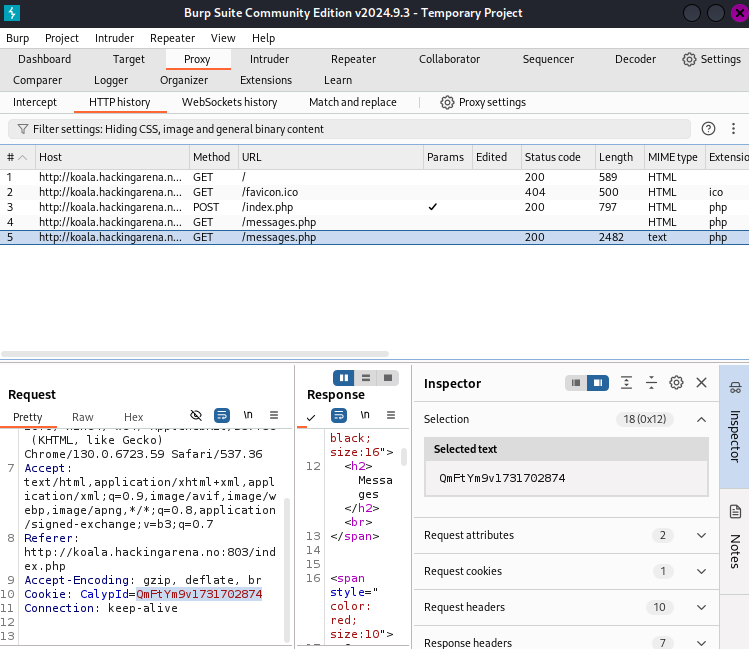 Burp Suite Community Edition v2024.9.3 - Temporary Project
Burp Project Intruder Repeater View Help
Dashboard Target Proxy Intruder Repeater Collaborator Sequencer Decoder Settings
Comparer Logger Organizer Extensions Learn
Intercept HTTP history WebSockets history Match and replace Proxy settings
Filter settings: Hiding CSS, image and general binary content
# Host Method URL Params Edited Status code Length MIME type Extensio
1 http://koala.hackingarena.n... GET / 200 589 HTML
2 http://koala.hackingarena.n... GET /favicon.ico 404 500 HTML ico
3 http://koala.hackingarena.n... POST /index.php ✓ 200 797 HTML php
4 http://koala.hackingarena.n... GET /messages.php HTML php
5 http://koala.hackingarena.n... GET /messages.php 200 2482 text php
Request
Pretty Raw Hex \n
(KHTML, like Gecko)
Chrome/130.0.6723.59 Safari/537.36
7 Accept:
text/html,application/xhtml+xml,appl
ication/xml;q=0.9,image/avif,image/w
ebp,image/apng,*/*;q=0.8,application
/signed-exchange;v=b3;q=0.7
8 Referer:
http://koala.hackingarena.no:803/ind
ex.php
9 Accept-Encoding: gzip, deflate, br
10 Cookie: CalypId=QmFtYm9v1731702874
11 Connection: keep-alive
12
13
Response
\n
black;
size:16">
12 <h2>
Messa
ges
</h2>
<br>
13 </span>
14
15
16 <span
style="
color:
red;
size:10">
Inspector
Selection 18 (0x12)
Selected text
QmFtYm9v1731702874
Request attributes 2
Request cookies 1
Request headers 10
Response headers 7
Inspector
Notes